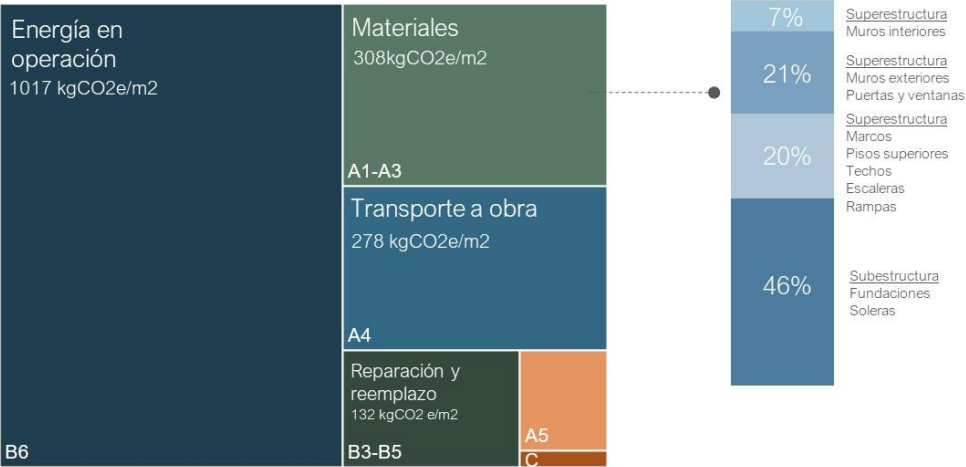 Energía en
operación
1017 kgCO2e/m2
B6
Materiales
308kgCO2e/m2
A1-A3
Transporte a obra
278 kgCO2e/m2
A4
Reparación y
reemplazo
132 kgCO2 e/m2
B3-B5
A5
C
7%
Superestructura
Muros interiores
21%
Superestructura
Muros exteriores
Puertas y ventanas
20%
Superestructura
Marcos
Pisos superiores
Techos
Escaleras
Rampas
46%
Subestructura
Fundaciones
Soleras